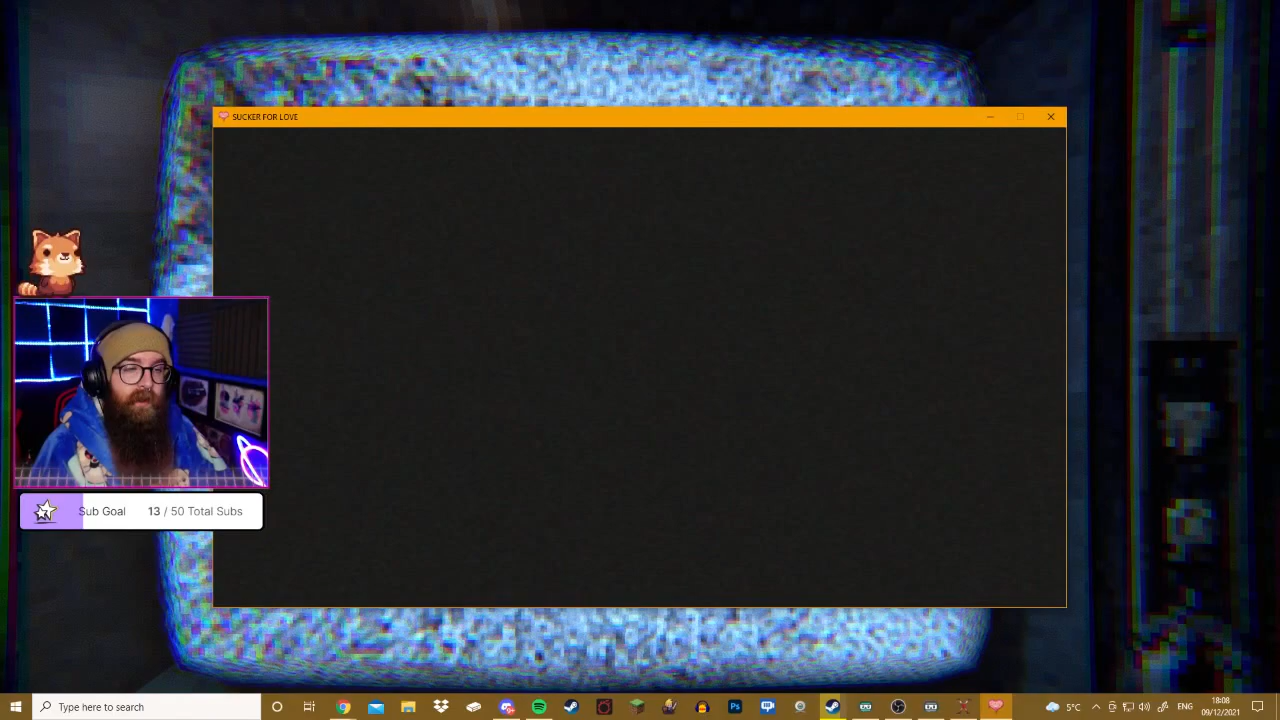 SUCKER FOR LOVE
Sub Goal 13 / 50 Total Subs
Type here to search
5°C
ENG
18:08
09/12/2021